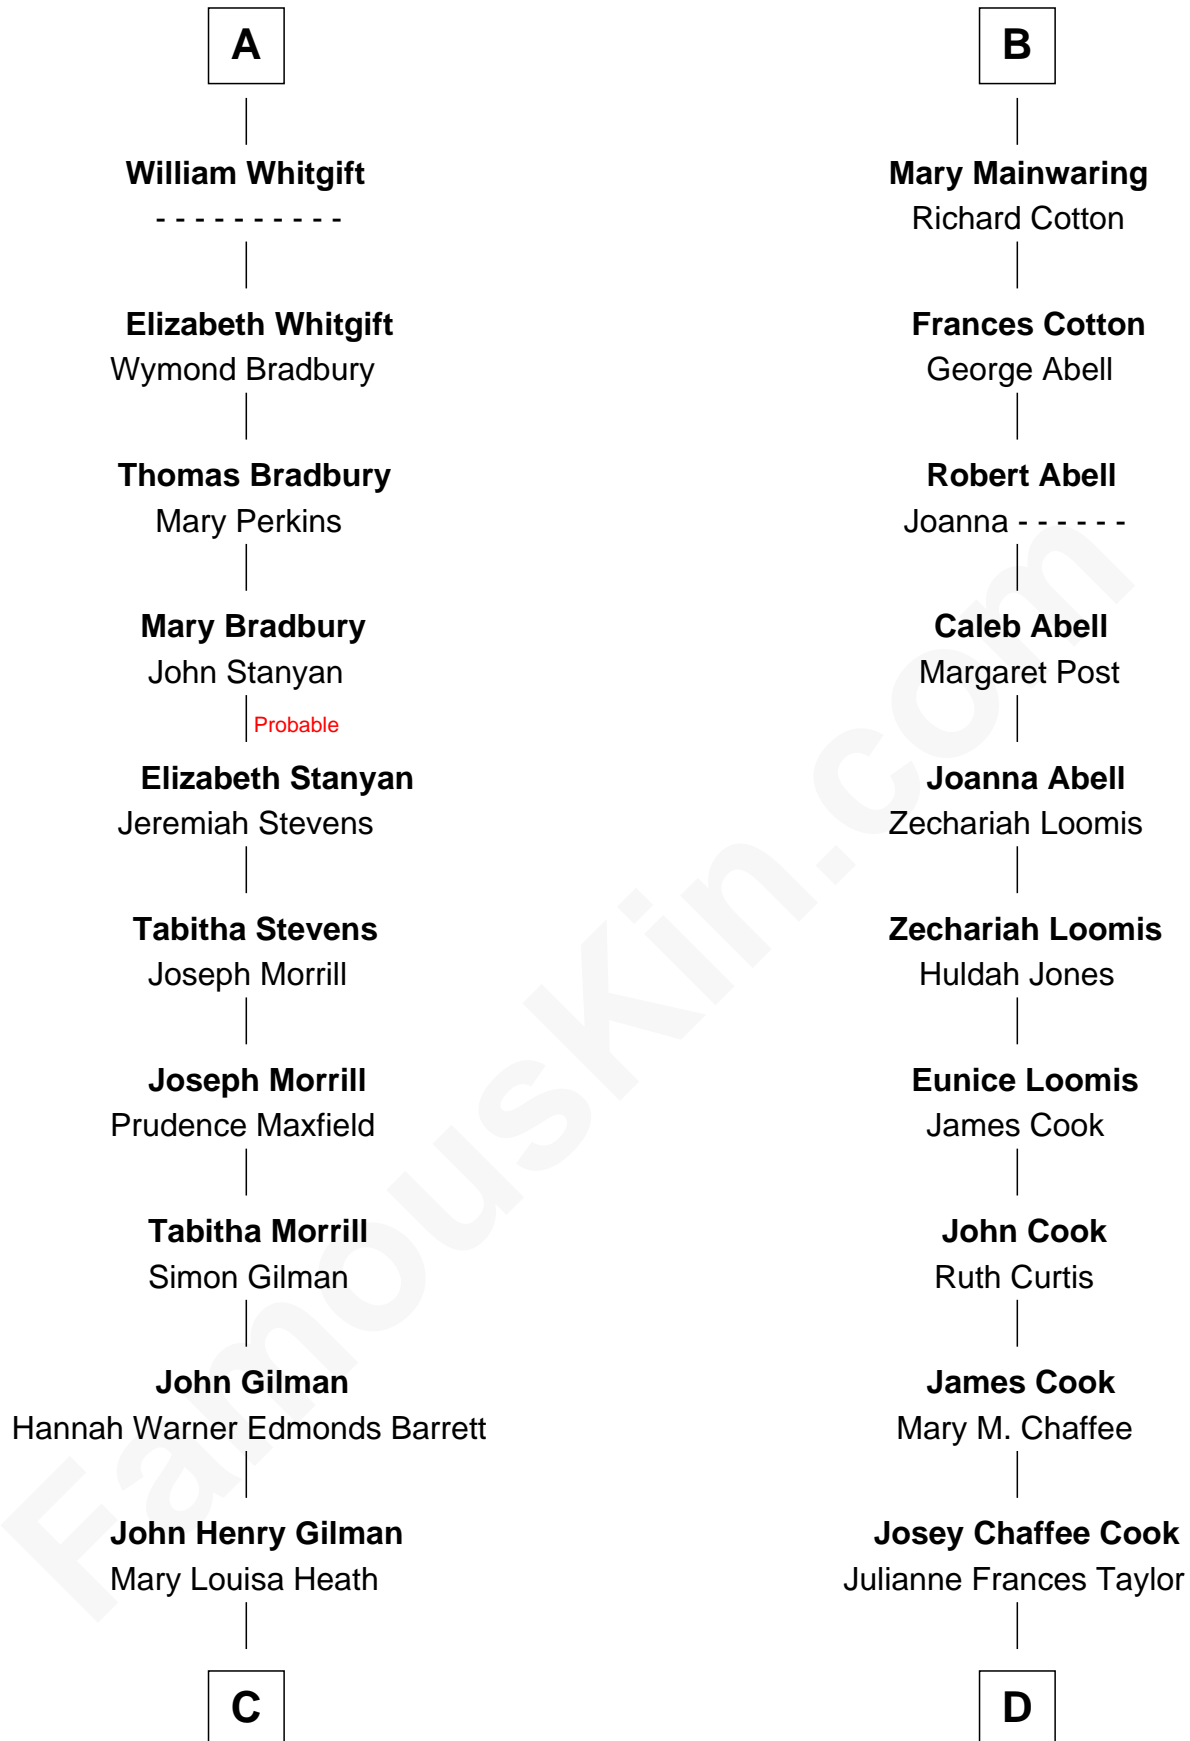 A
William Whitgift
- - - - - - - - - -
Elizabeth Whitgift
Wymond Bradbury
Thomas Bradbury
Mary Perkins
Mary Bradbury
John Stanyan
Probable
Elizabeth Stanyan
Jeremiah Stevens
Tabitha Stevens
Joseph Morrill
Joseph Morrill
Prudence Maxfield
Tabitha Morrill
Simon Gilman
John Gilman
Hannah Warner Edmonds Barrett
John Henry Gilman
Mary Louisa Heath
C
B
Mary Mainwaring
Richard Cotton
Frances Cotton
George Abell
Robert Abell
Joanna - - - - - -
Caleb Abell
Margaret Post
Joanna Abell
Zechariah Loomis
Zechariah Loomis
Huldah Jones
Eunice Loomis
James Cook
John Cook
Ruth Curtis
James Cook
Mary M. Chaffee
Josey Chaffee Cook
Julianne Frances Taylor
D
FamousKin.com